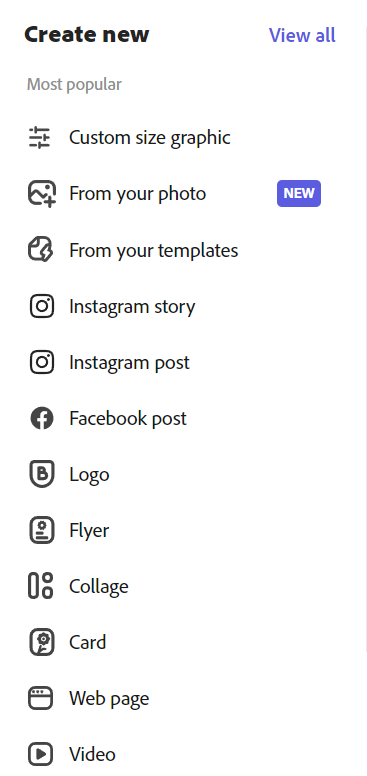 Create new
View all
Most popular
Custom size graphic
From your photo
NEW
From your templates
Instagram story
Instagram post
Facebook post
Logo
Flyer
Collage
Card
Web page
Video